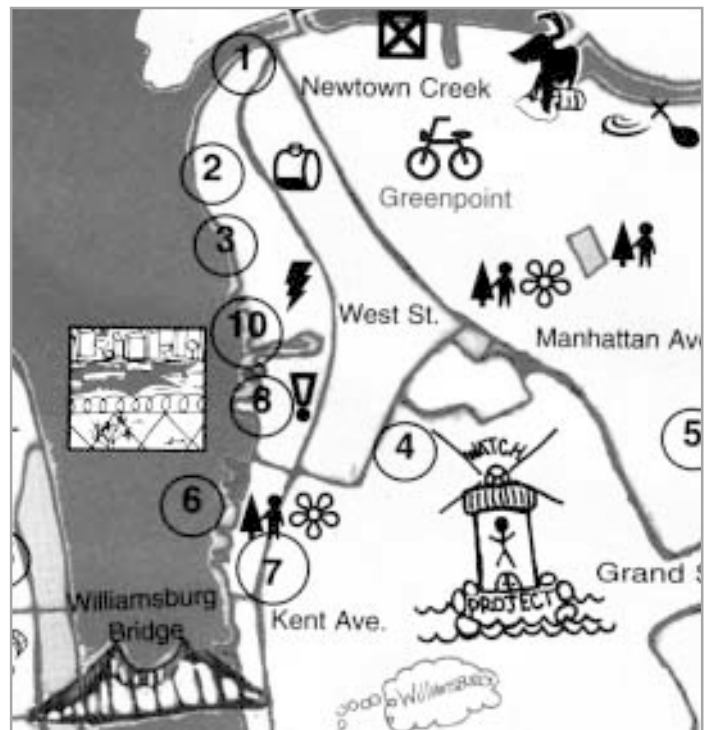 1
Newtown Creek
2
Greenpoint
3
10
West St.
Manhattan Av
8
4
5
WATCH
6
PROJECT
7
Grand S
Williamsburg
Bridge
Kent Ave.
Williamsburg